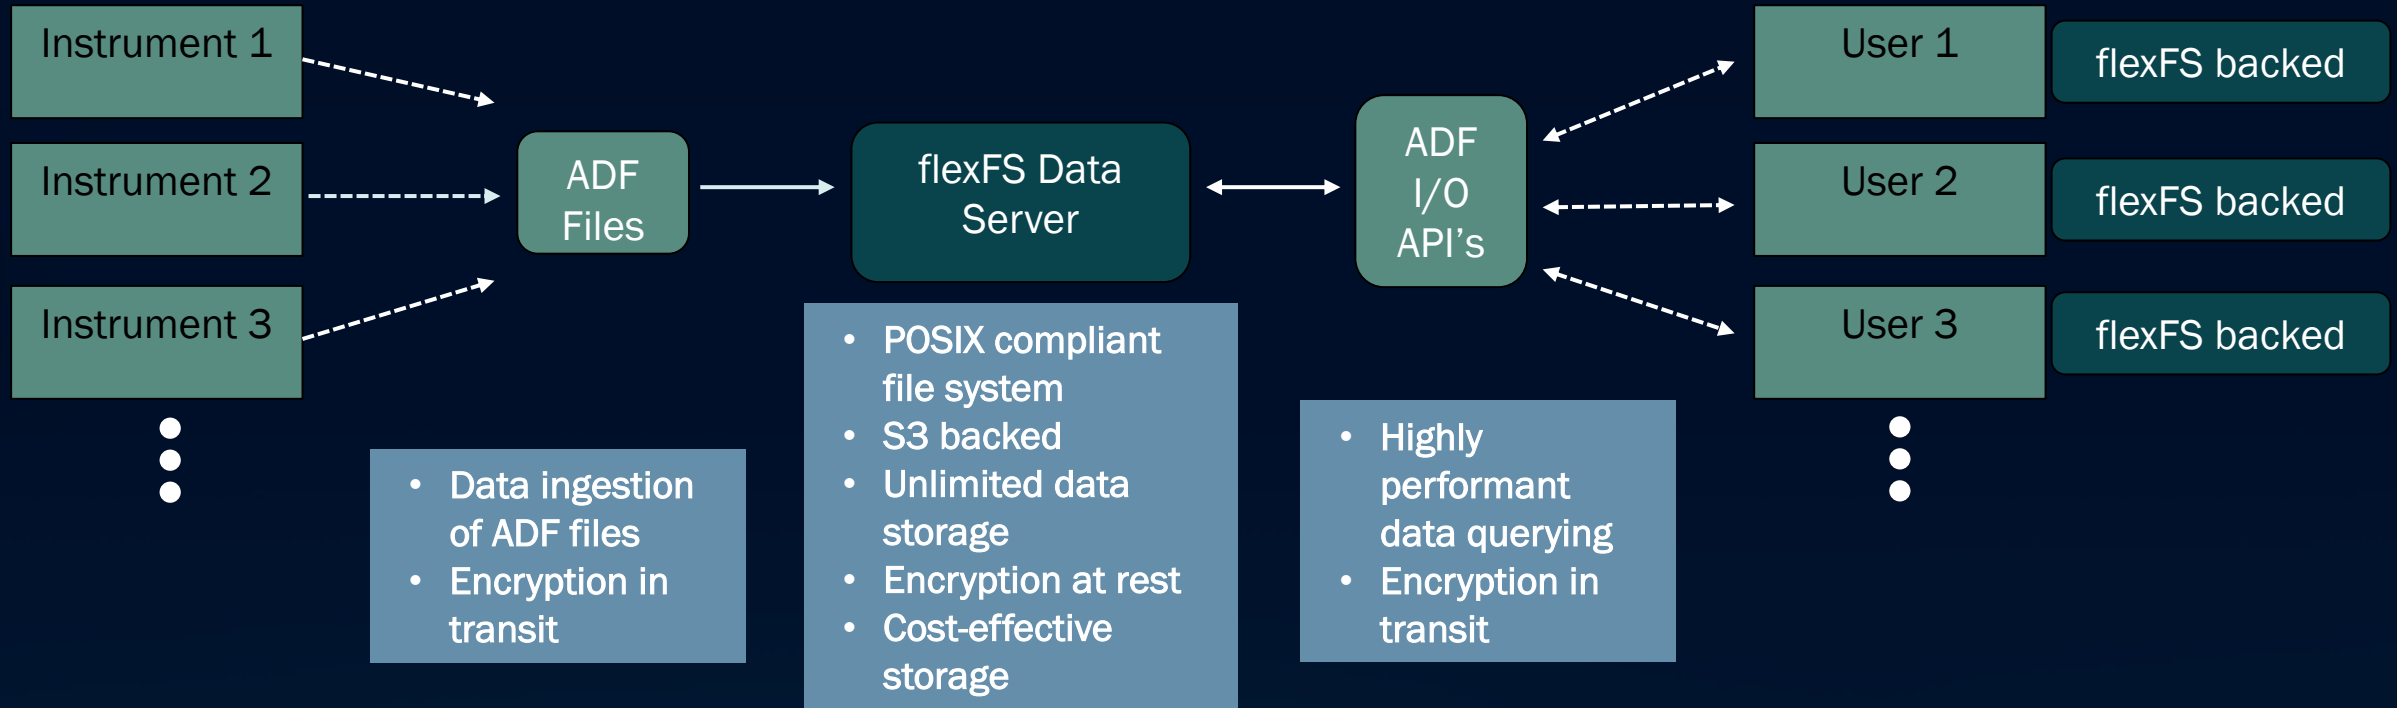 Instrument 1
Instrument 2
Instrument 3
ADF
Files
• Data ingestion
of ADF files
• Encryption in
transit
flexFS Data
Server
• POSIX compliant
file system
• S3 backed
• Unlimited data
storage
• Encryption at rest
• Cost-effective
storage
ADF
I/O
API’s
• Highly
performant
data querying
• Encryption in
transit
User 1
flexFS backed
User 2
flexFS backed
User 3
flexFS backed